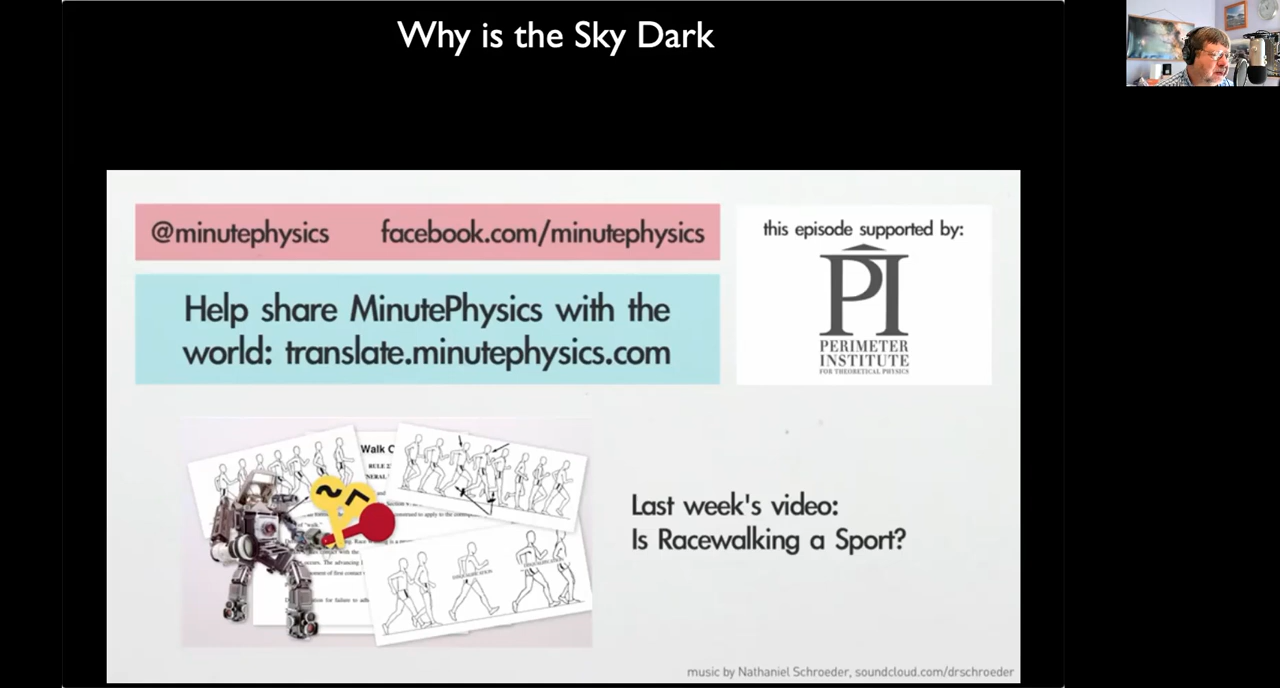 Why is the Sky Dark
@minutephysics facebook.com/minutephysics
Help share MinutePhysics with the
world: translate.minutephysics.com
this episode supported by:
PI
PERIMETER
INSTITUTE
FOR THEORETICAL PHYSICS
Walk C
Last week's video:
Is Racewalking a Sport?
music by Nathaniel Schroeder, soundcloud.com/drschroeder